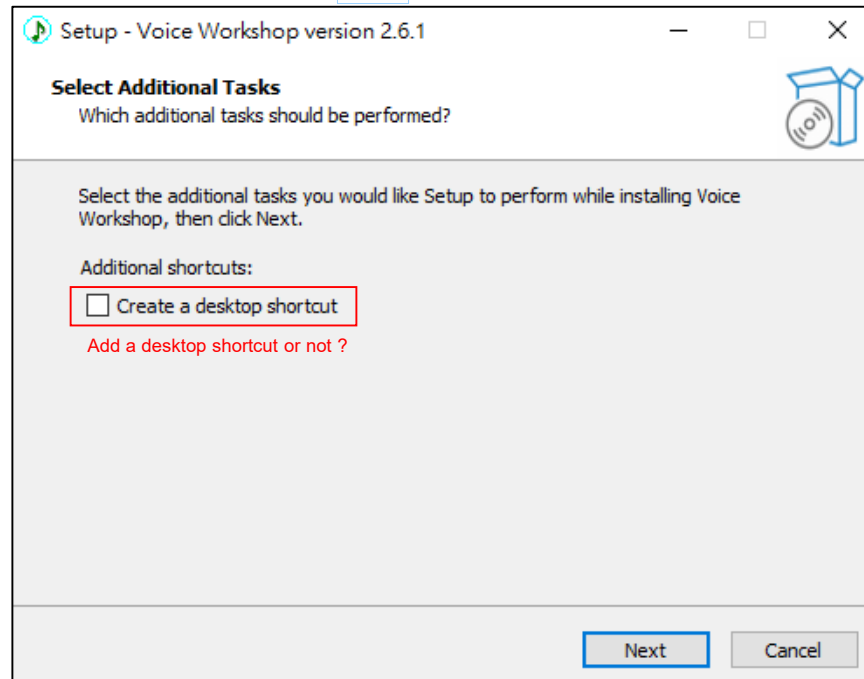 Setup - Voice Workshop version 2.6.1
Select Additional Tasks
Which additional tasks should be performed?
Select the additional tasks you would like Setup to perform while installing Voice
Workshop, then click Next.
Additional shortcuts:
Create a desktop shortcut
Add a desktop shortcut or not ?
Next
Cancel